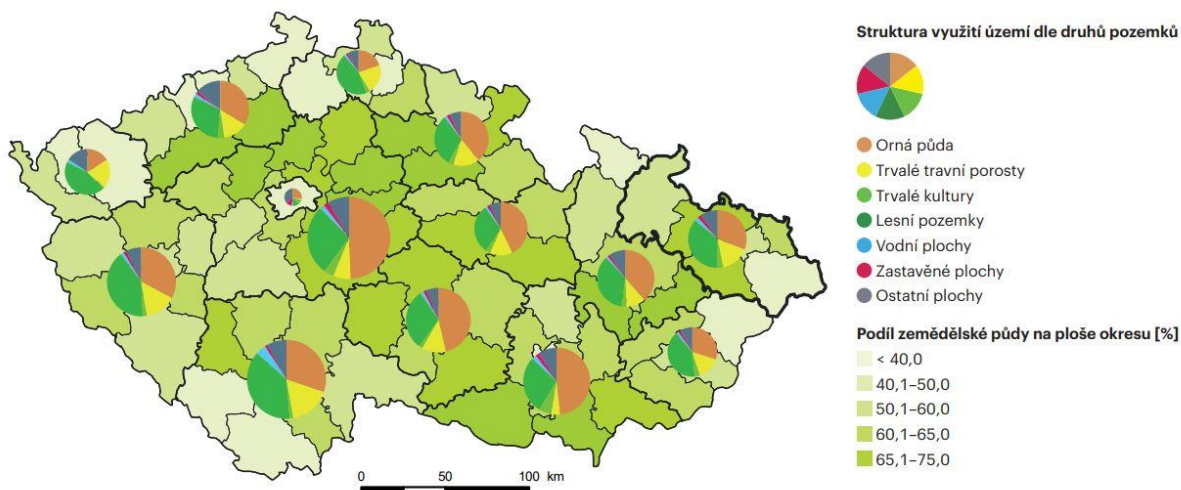 Struktura využití území dle druhů pozemků
Orná půda
Trvalé travní porosty
Trvalé kultury
Lesní pozemky
Vodní plochy
Zastavěné plochy
Ostatní plochy
Podíl zemědělské půdy na ploše okresu [%]
< 40,0
40,1–50,0
50,1–60,0
60,1–65,0
65,1–75,0
0 50 100 km